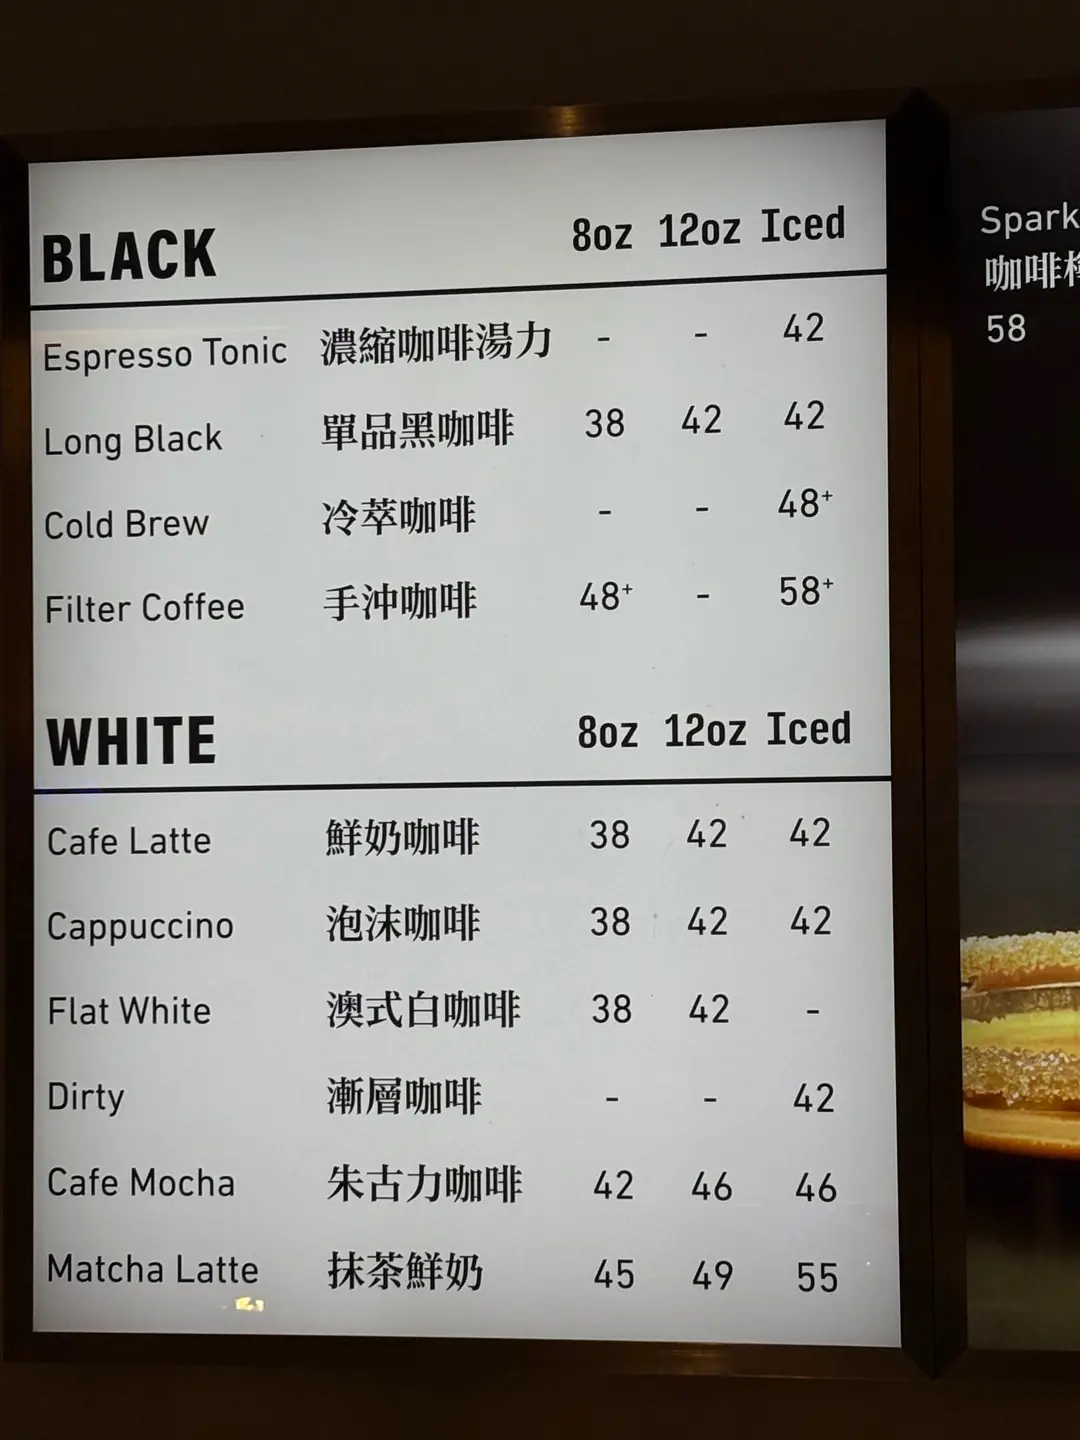 BLACK 8oz 12oz Iced
Espresso Tonic 濃縮咖啡湯力 - - 42
Long Black 單品黑咖啡 38 42 42
Cold Brew 冷萃咖啡 - - 48+
Filter Coffee 手沖咖啡 48+ - 58+
WHITE 8oz 12oz Iced
Cafe Latte 鮮奶咖啡 38 42 42
Cappuccino 泡沫咖啡 38 42 42
Flat White 澳式白咖啡 38 42 -
Dirty 漸層咖啡 - - 42
Cafe Mocha 朱古力咖啡 42 46 46
Matcha Latte 抹茶鮮奶 45 49 55
Spark
咖啡
58